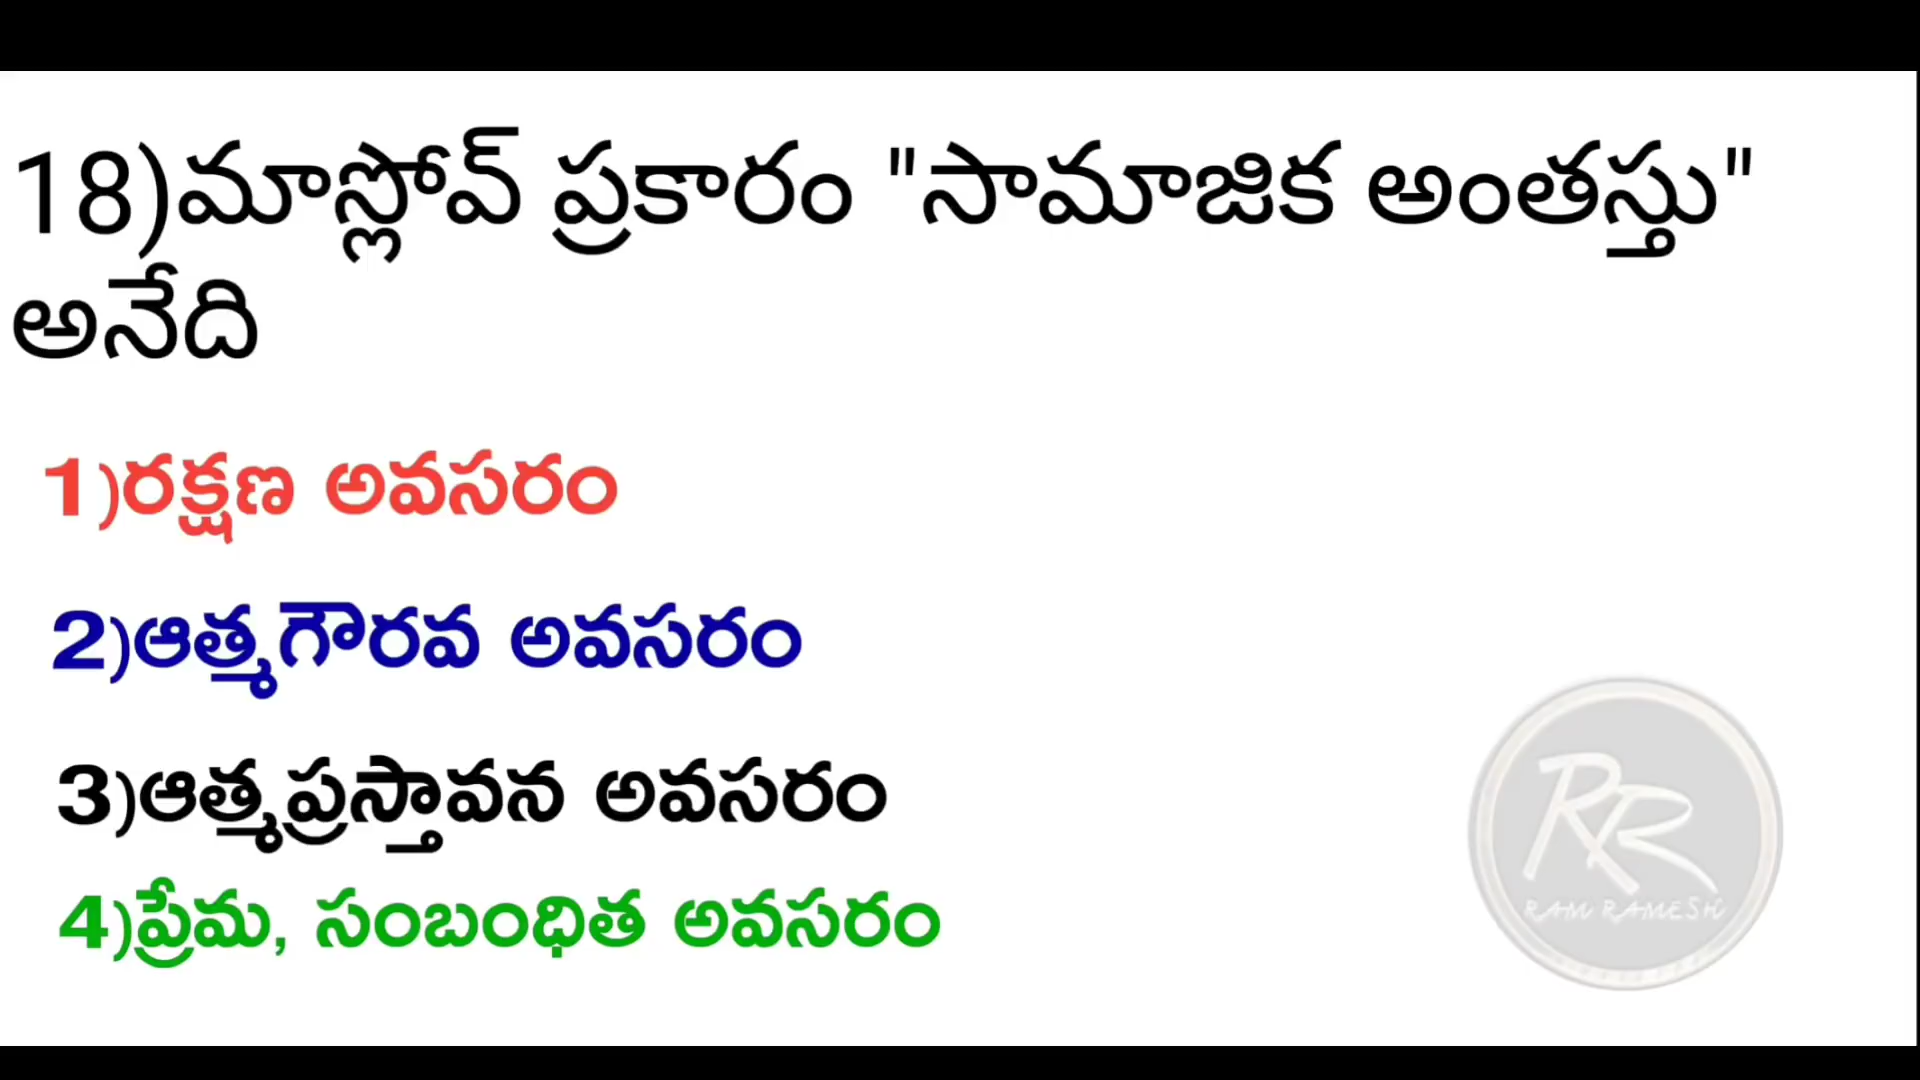 18)మాస్లోవ్ ప్రకారం "సామాజిక అంతస్తు"
అనేది
1)రక్షణ అవసరం
2)ఆత్మగౌరవ అవసరం
3)ఆత్మప్రస్తావన అవసరం
4)ప్రేమ, సంబంధిత అవసరం
RR
RAM RAMESH